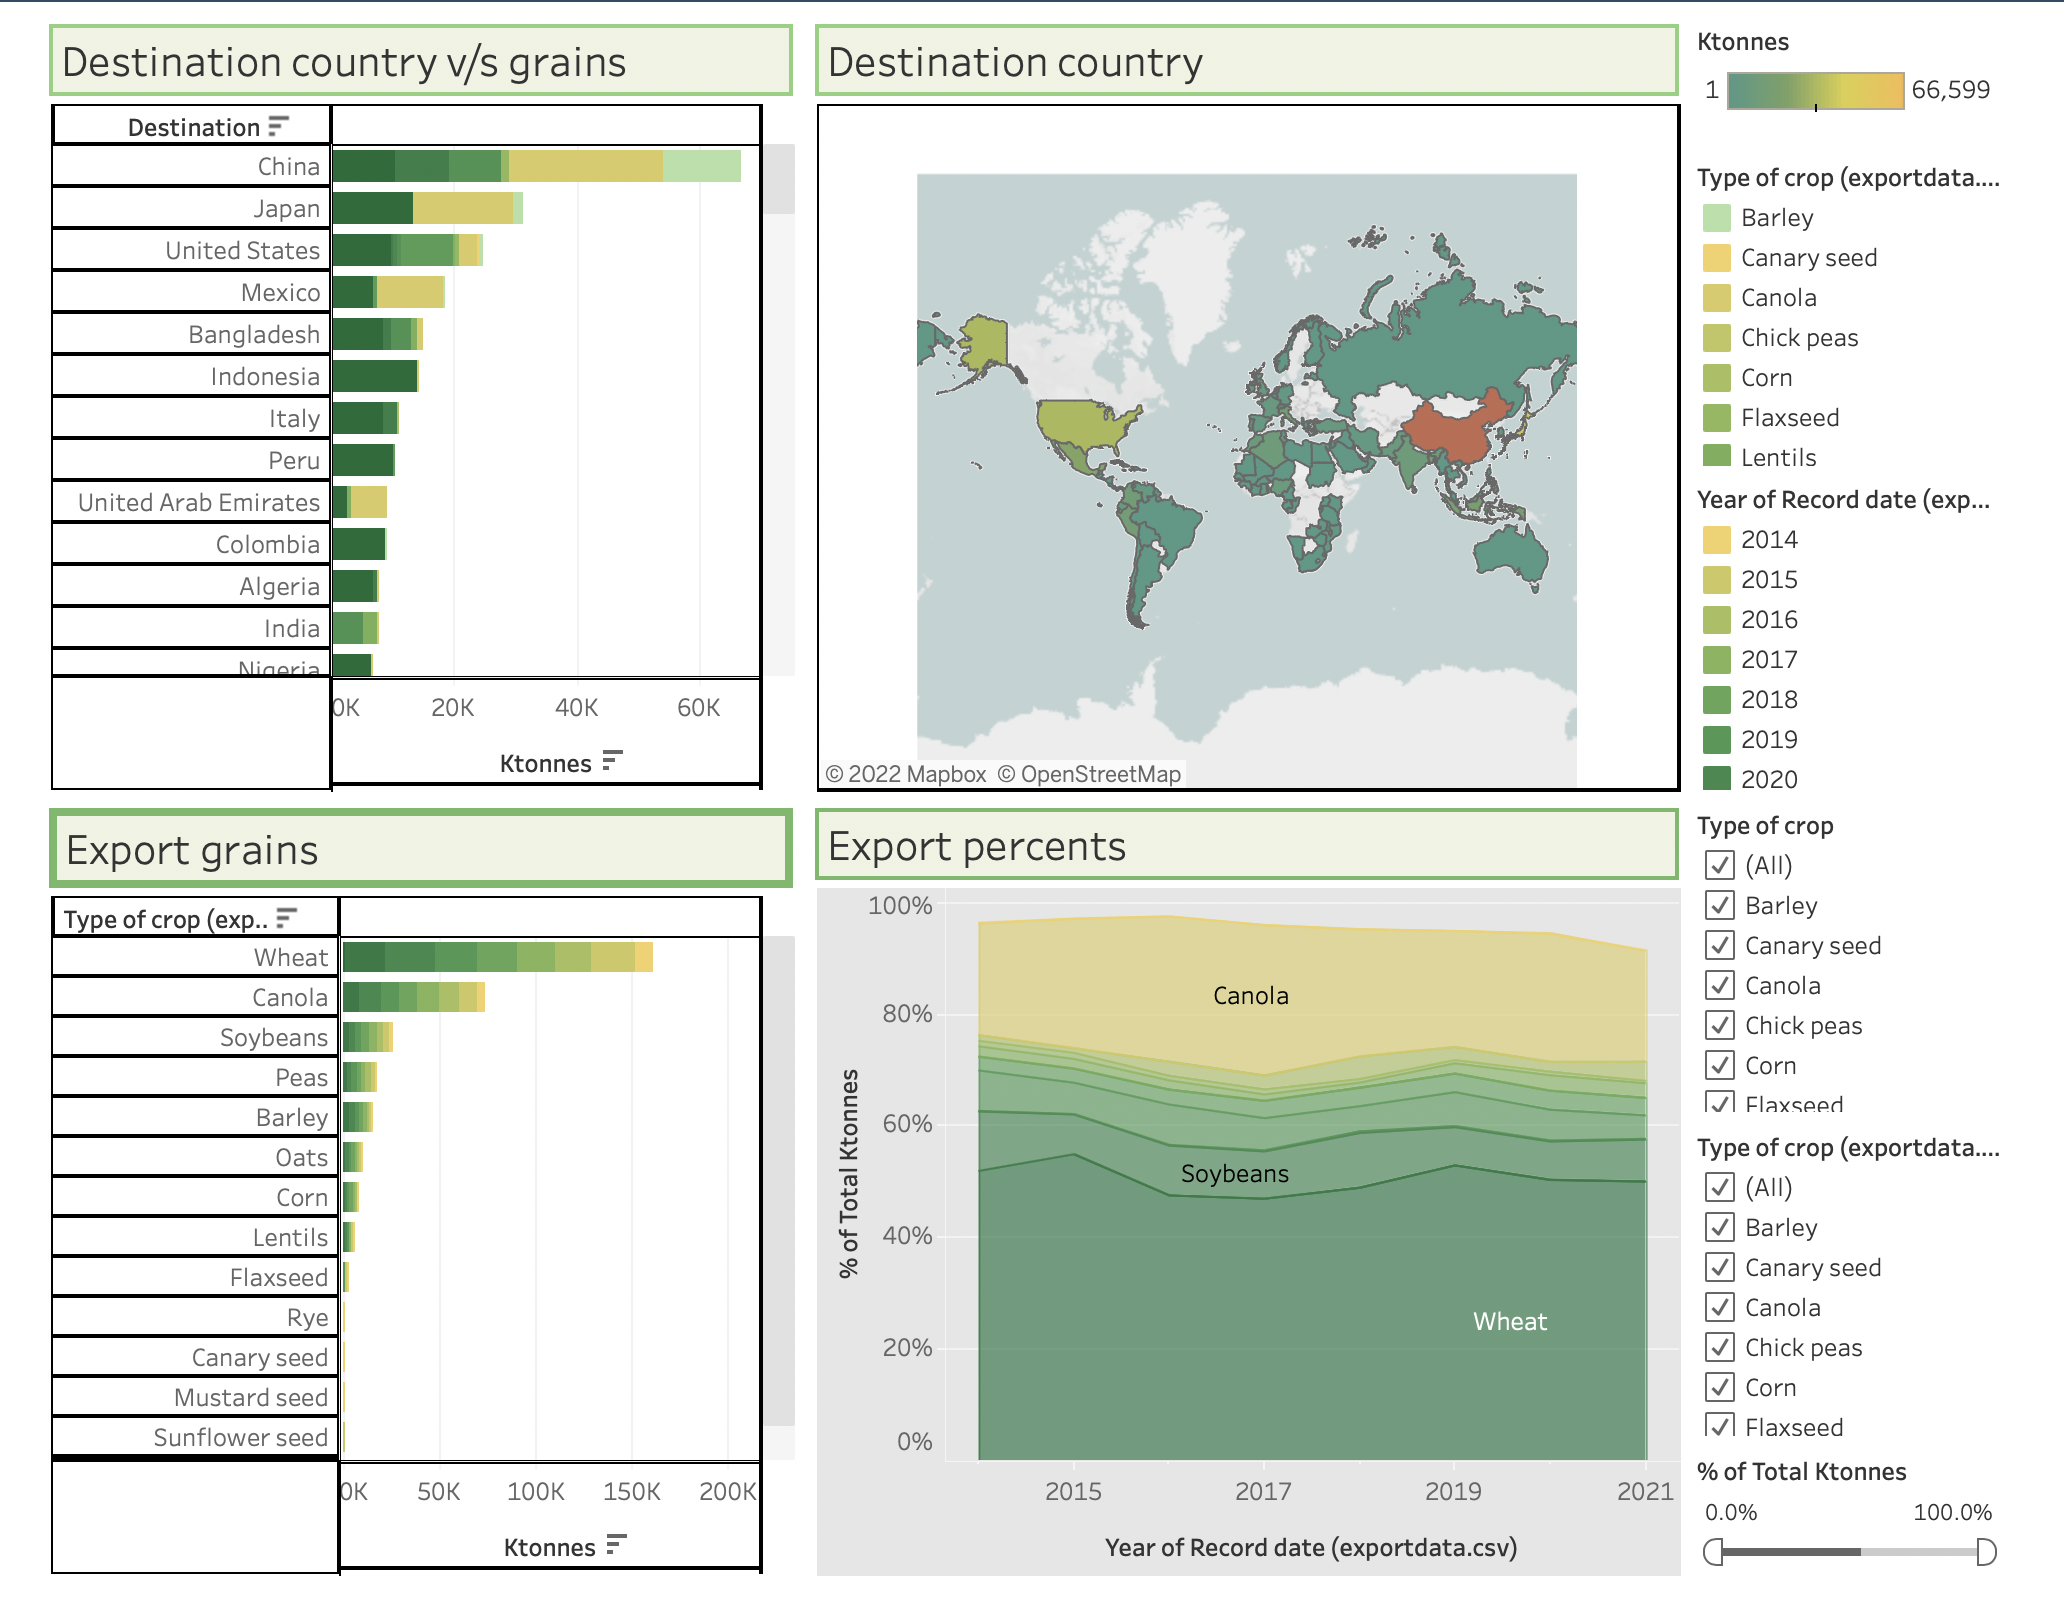 Destination country v/s grains
Destination
China
Japan
United States
Mexico
Bangladesh
Indonesia
Italy
Peru
United Arab Emirates
Colombia
Algeria
India
Nigeria
0K 20K 40K 60K
Ktonnes
Destination country
© 2022 Mapbox © OpenStreetMap
Ktonnes
1 66,599
Type of crop (exportdata....
Barley
Canary seed
Canola
Chick peas
Corn
Flaxseed
Lentils
Year of Record date (exp...
2014
2015
2016
2017
2018
2019
2020
Export grains
Type of crop (exp..
Wheat
Canola
Soybeans
Peas
Barley
Oats
Corn
Lentils
Flaxseed
Rye
Canary seed
Mustard seed
Sunflower seed
0K 50K 100K 150K 200K
Ktonnes
Export percents
100%
80%
60%
40%
20%
0%
% of Total Ktonnes
Canola
Soybeans
Wheat
2015 2017 2019 2021
Year of Record date (exportdata.csv)
Type of crop
(All)
Barley
Canary seed
Canola
Chick peas
Corn
Flaxseed
Type of crop (exportdata....
(All)
Barley
Canary seed
Canola
Chick peas
Corn
Flaxseed
% of Total Ktonnes
0.0% 100.0%